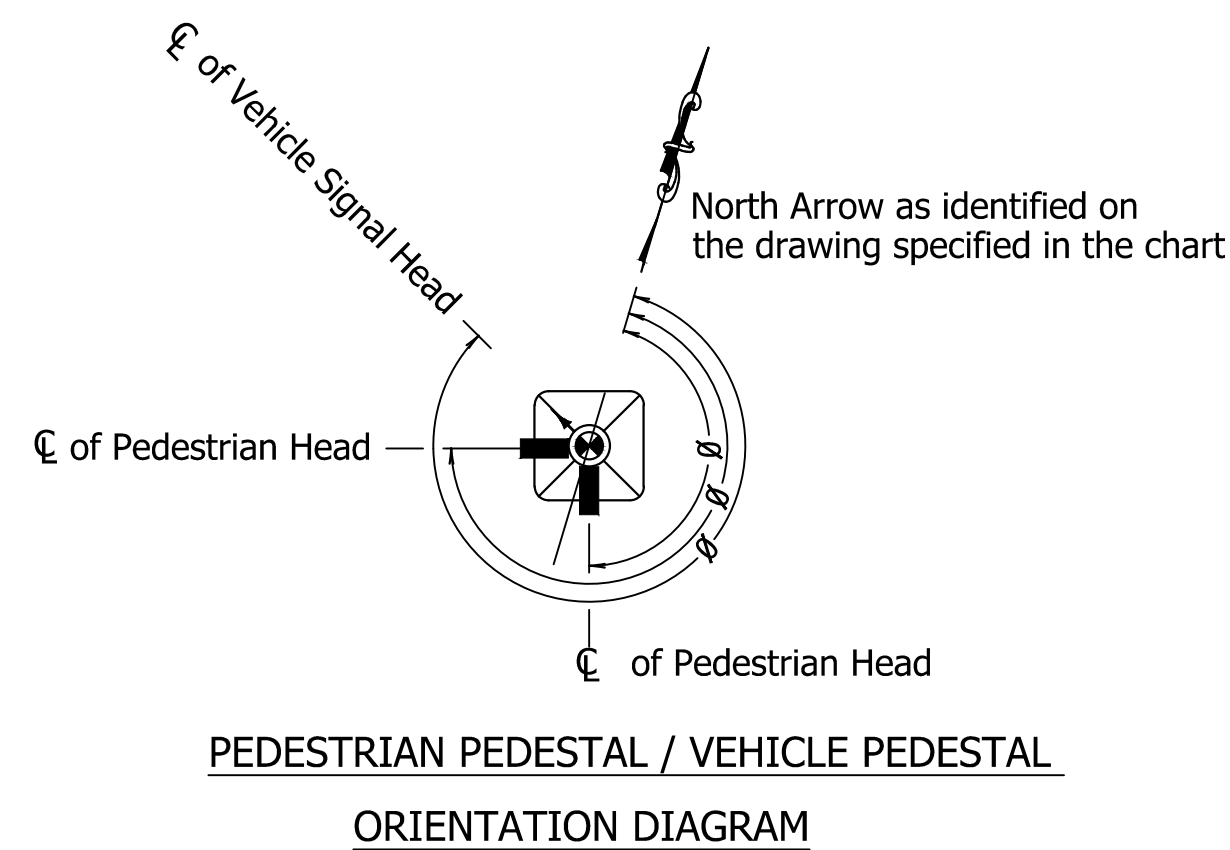 ℄ of Vehicle Signal Head
North Arrow as identified on
the drawing specified in the chart
℄ of Pedestrian Head
Ø
Ø
Ø
℄ of Pedestrian Head
PEDESTRIAN PEDESTAL / VEHICLE PEDESTAL
ORIENTATION DIAGRAM